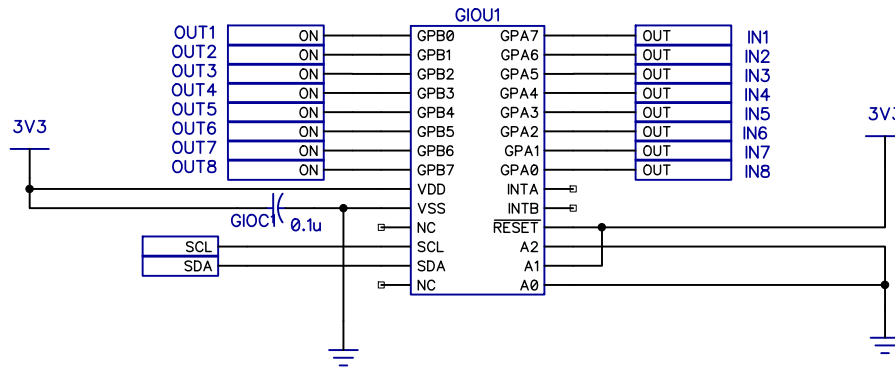 GIOU1
OUT1 ON GPB0 GPA7 OUT IN1
OUT2 ON GPB1 GPA6 OUT IN2
OUT3 ON GPB2 GPA5 OUT IN3
OUT4 ON GPB3 GPA4 OUT IN4
OUT5 ON GPB4 GPA3 OUT IN5
3V3 3V3
OUT6 ON GPB5 GPA2 OUT IN6
OUT7 ON GPB6 GPA1 OUT IN7
OUT8 ON GPB7 GPA0 OUT IN8
VDD INTA
VSS INTB
GIOC1 0.1u
NC RESET
SCL SCL A2
SDA SDA A1
NC A0